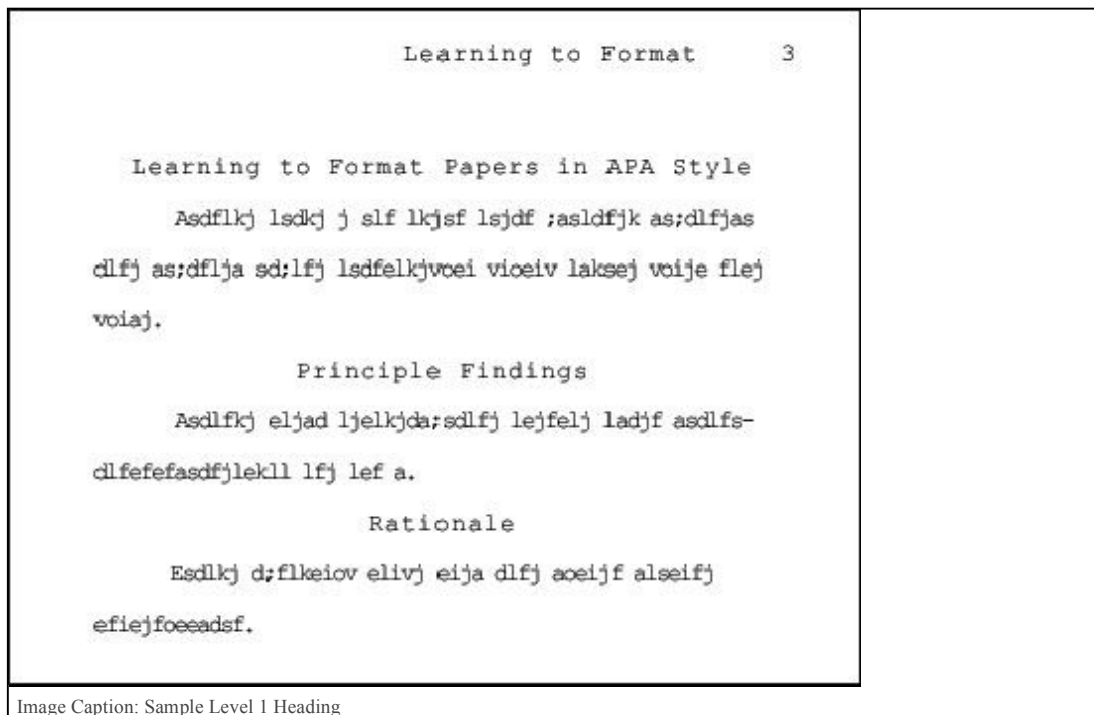 Learning to Format 3
Learning to Format Papers in APA Style
Asdflkj lsdkj j slf lkjsf lsjdf ;asldfjk as;dlfjas
dlfj as;dflja sd;lfj lsdfelkjvoei vioeiv laksej voije flej
voiaj.
Principle Findings
Asdlfkj eljad ljelkjda;sdlfj lejfelj ladjf asdlfs-
dlfefefasdfjlekll lfj lef a.
Rationale
Esdlkj d;flkeiov elivj eija dlfj aoeijf alseifj
efiejfoeeadsf.
Image Caption: Sample Level 1 Heading